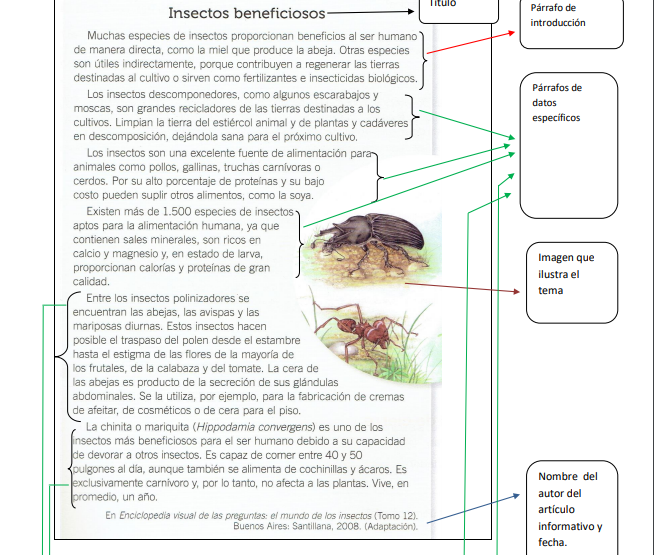 Título
Insectos beneficiosos
Párrafo de
introducción
Muchas especies de insectos proporcionan beneficios al ser humano
de manera directa, como la miel que produce la abeja. Otras especies
son útiles indirectamente, porque contribuyen a regenerar las tierras
destinadas al cultivo o sirven como fertilizantes e insecticidas biológicos.
Los insectos descomponedores, como algunos escarabajos y
moscas, son grandes recicladores de las tierras destinadas a los
cultivos. Limpian la tierra del estiércol animal y de plantas y cadáveres
en descomposición, dejándola sana para el próximo cultivo.
Párrafos de
datos
específicos
Los insectos son una excelente fuente de alimentación para
animales como pollos, gallinas, truchas carnívoras o
cerdos. Por su alto porcentaje de proteínas y su bajo
costo pueden suplir otros alimentos, como la soya.
Existen más de 1.500 especies de insectos
aptos para la alimentación humana, ya que
contienen sales minerales, son ricos en
calcio y magnesio y, en estado de larva,
proporcionan calorías y proteínas de gran
calidad.
Imagen que
ilustra el
tema
Entre los insectos polinizadores se
encuentran las abejas, las avispas y las
mariposas diurnas. Estos insectos hacen
posible el traspaso del polen desde el estambre
hasta el estigma de las flores de la mayoría de
los frutales, de la calabaza y del tomate. La cera de
las abejas es producto de la secreción de sus glándulas
abdominales. Se la utiliza, por ejemplo, para la fabricación de cremas
de afeitar, de cosméticos o de cera para el piso.
La chinita o mariquita (Hippodamia convergens) es uno de los
insectos más beneficiosos para el ser humano debido a su capacidad
de devorar a otros insectos. Es capaz de comer entre 40 y 50
pulgones al día, aunque también se alimenta de cochinillas y ácaros. Es
exclusivamente carnívoro y, por lo tanto, no afecta a las plantas. Vive, en
promedio, un año.
En Enciclopedia visual de las preguntas: el mundo de los insectos (Tomo 12).
Buenos Aires: Santillana, 2008. (Adaptación).
Nombre del
autor del
artículo
informativo y
fecha.